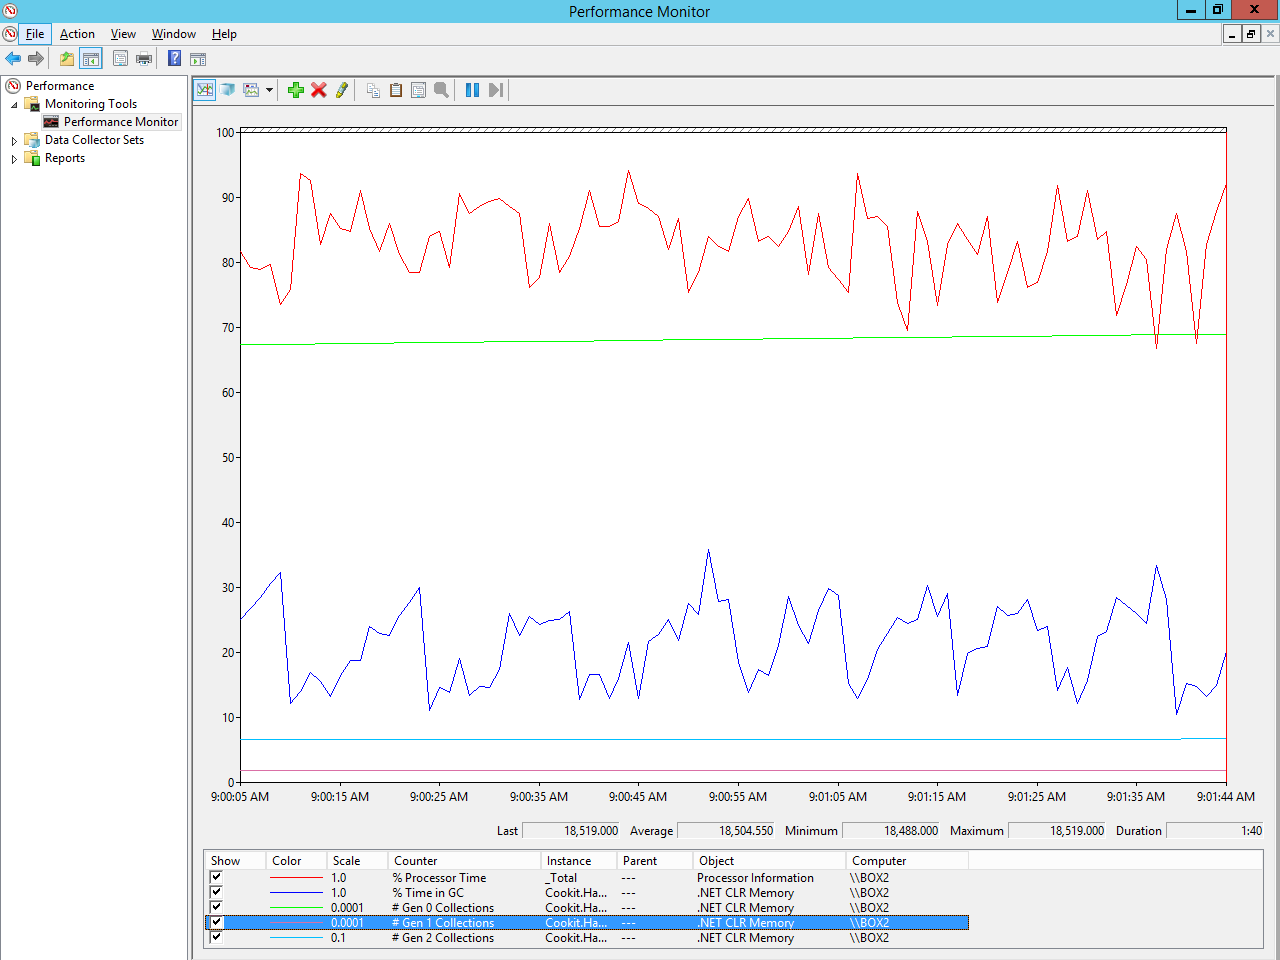 Performance Monitor
File Action View Window Help
Performance
Monitoring Tools
Performance Monitor
Data Collector Sets
Reports
100
90
80
70
60
50
40
30
20
10
0
9:00:05 AM 9:00:15 AM 9:00:25 AM 9:00:35 AM 9:00:45 AM 9:00:55 AM 9:01:05 AM 9:01:15 AM 9:01:25 AM 9:01:35 AM 9:01:44 AM
Last 18,519.000 Average 18,504.550 Minimum 18,488.000 Maximum 18,519.000 Duration 1:40
Show Color Scale Counter Instance Parent Object Computer
1.0 % Processor Time _Total --- Processor Information \\BOX2
1.0 % Time in GC Cookit.Ha... --- .NET CLR Memory \\BOX2
0.0001 # Gen 0 Collections Cookit.Ha... --- .NET CLR Memory \\BOX2
0.0001 # Gen 1 Collections Cookit.Ha... --- .NET CLR Memory \\BOX2
0.1 # Gen 2 Collections Cookit.Ha... --- .NET CLR Memory \\BOX2